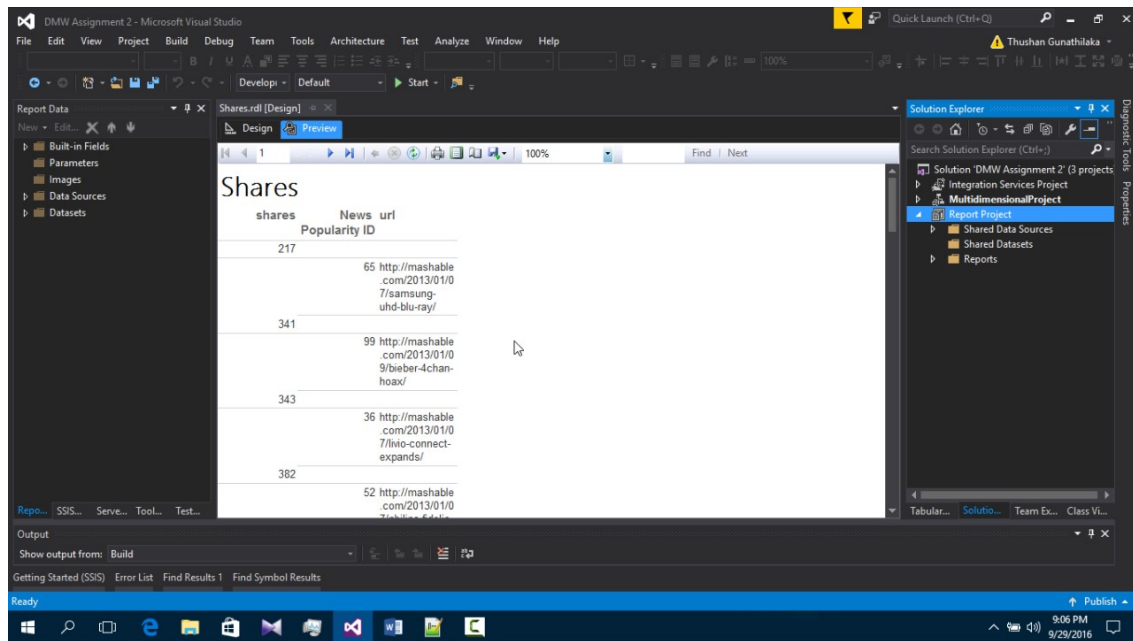 DMW Assignment 2 - Microsoft Visual Studio
Quick Launch (Ctrl+Q)
File Edit View Project Build Debug Team Tools Architecture Test Analyze Window Help
Thushan Gunathilaka
B I U A
100%
Developi Default Start
Report Data
New Edit...
Built-in Fields
Parameters
Images
Data Sources
Datasets
Repo... SSIS... Serve... Tool... Test...
Shares.rdl [Design]
Design Preview
1 100% Find | Next
Shares
shares News Popularity ID url
217
65 http://mashable
.com/2013/01/0
7/samsung-
uhd-blu-ray/
341
99 http://mashable
.com/2013/01/0
9/bieber-4chan-
hoax/
343
36 http://mashable
.com/2013/01/0
7/livio-connect-
expands/
382
52 http://mashable
.com/2013/01/0
Solution Explorer
Search Solution Explorer (Ctrl+;)
Solution 'DMW Assignment 2' (3 projects
Integration Services Project
MultidimensionalProject
Report Project
Shared Data Sources
Shared Datasets
Reports
Tabular... Solutio... Team Ex... Class Vi...
Diagnostic Tools
Properties
Output
Show output from: Build
Getting Started (SSIS) Error List Find Results 1 Find Symbol Results
Ready
Publish
9:06 PM
9/29/2016